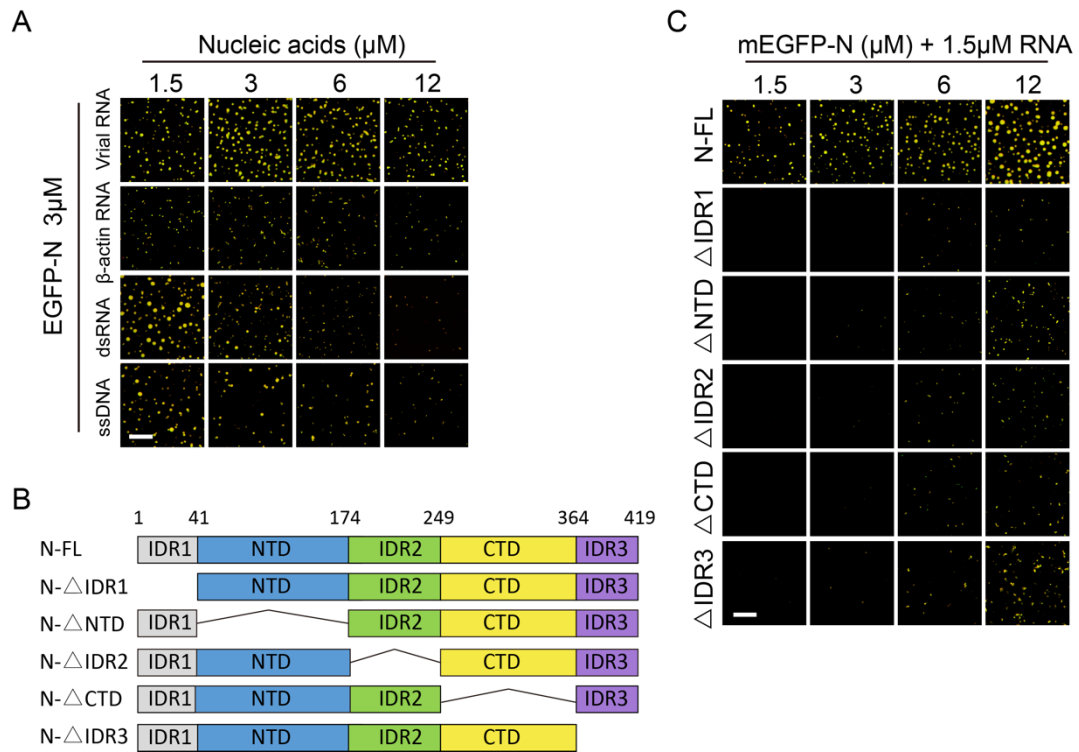 A
Nucleic acids (μM)
1.5 3 6 12
EGFP-N 3μM
Vrial RNA
β-actin RNA
dsRNA
ssDNA
B
1 41 174 249 364 419
N-FL IDR1 NTD IDR2 CTD IDR3
N-△IDR1 NTD IDR2 CTD IDR3
N-△NTD IDR1 IDR2 CTD IDR3
N-△IDR2 IDR1 NTD CTD IDR3
N-△CTD IDR1 NTD IDR2 IDR3
N-△IDR3 IDR1 NTD IDR2 CTD
C
mEGFP-N (μM) + 1.5μM RNA
1.5 3 6 12
N-FL
△IDR1
△NTD
△IDR2
△CTD
△IDR3